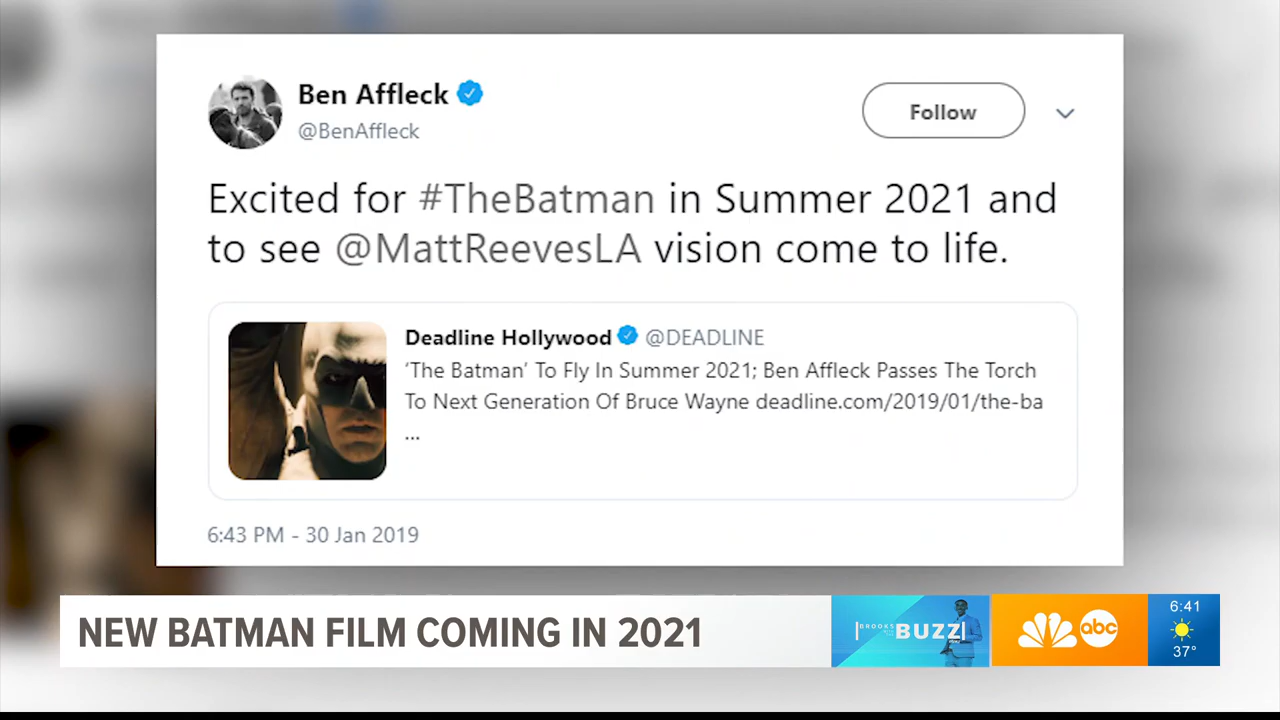 Ben Affleck
@BenAffleck
Follow
Excited for #TheBatman in Summer 2021 and
to see @MattReevesLA vision come to life.
Deadline Hollywood @DEADLINE
‘The Batman’ To Fly In Summer 2021; Ben Affleck Passes The Torch
To Next Generation Of Bruce Wayne deadline.com/2019/01/the-ba
...
6:43 PM - 30 Jan 2019
NEW BATMAN FILM COMING IN 2021
BROOKS
BUZZ
abc
6:41
37°